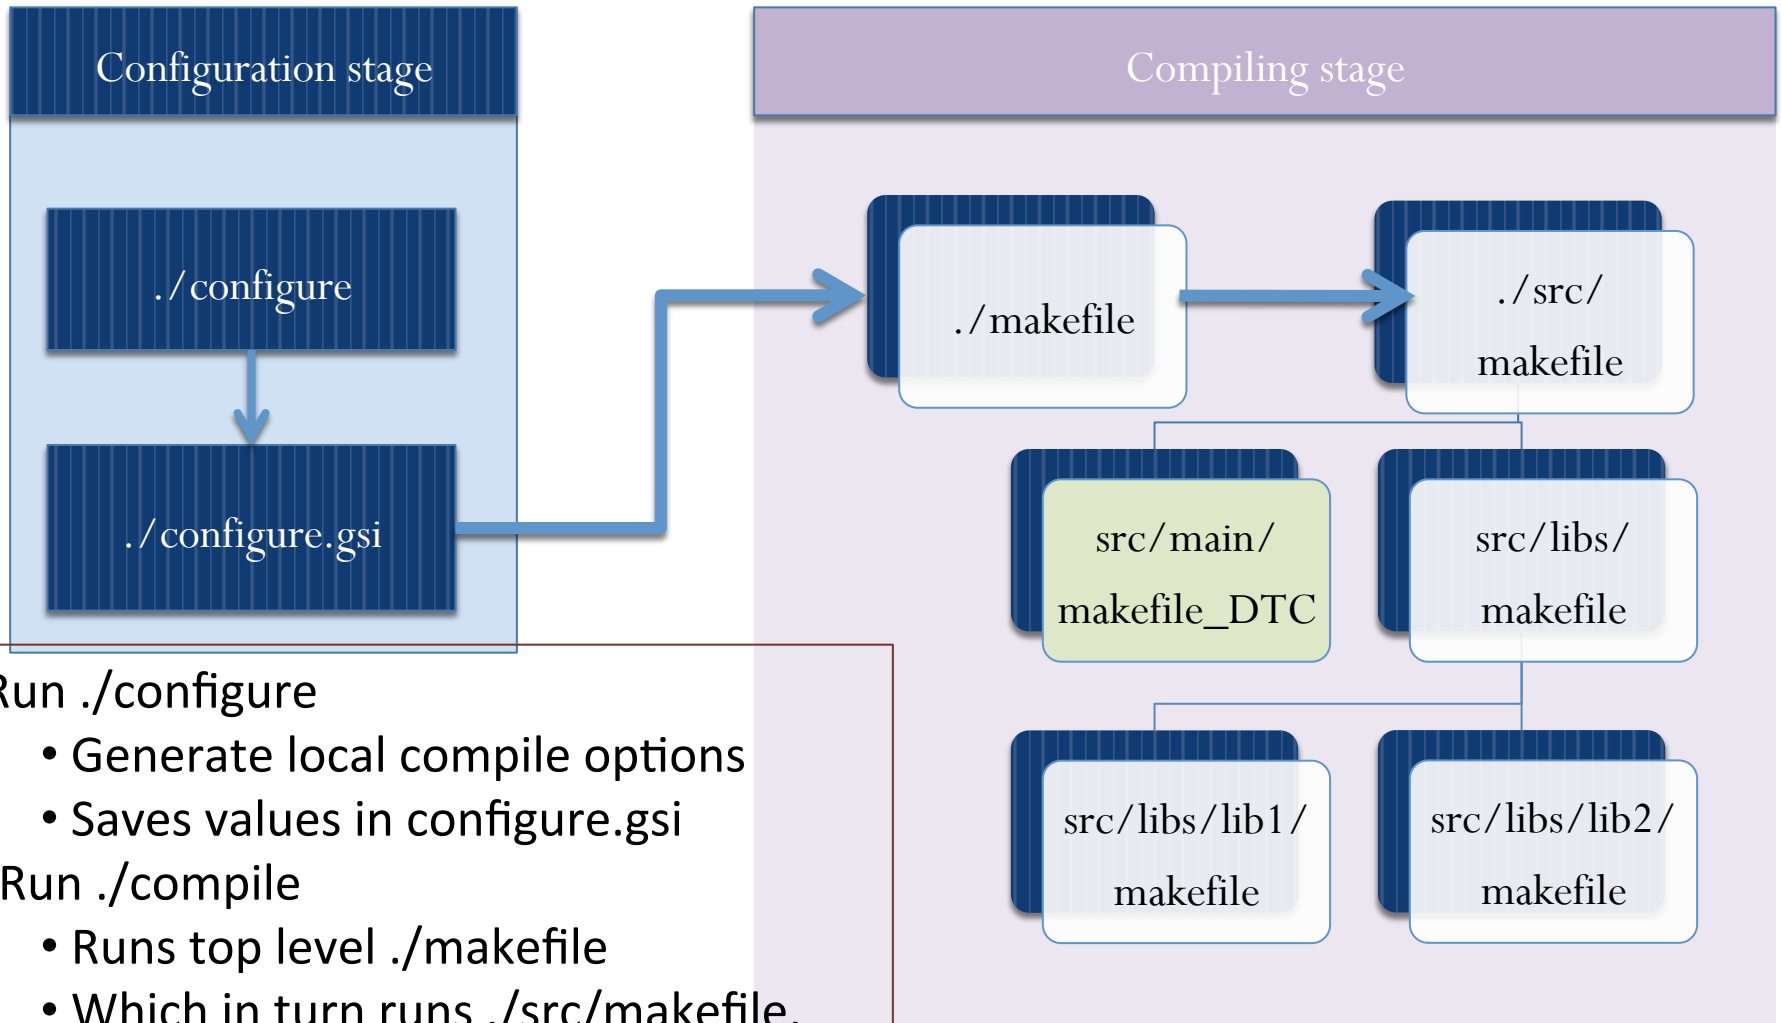 Configuration stage
Compiling stage
./configure
./configure.gsi
./makefile
./src/
makefile
src/main/
makefile_DTC
src/libs/
makefile
src/libs/lib1/
makefile
src/libs/lib2/
makefile
Run ./configure
• Generate local compile options
• Saves values in configure.gsi
Run ./compile
• Runs top level ./makefile
• Which in turn runs ./src/makefile.